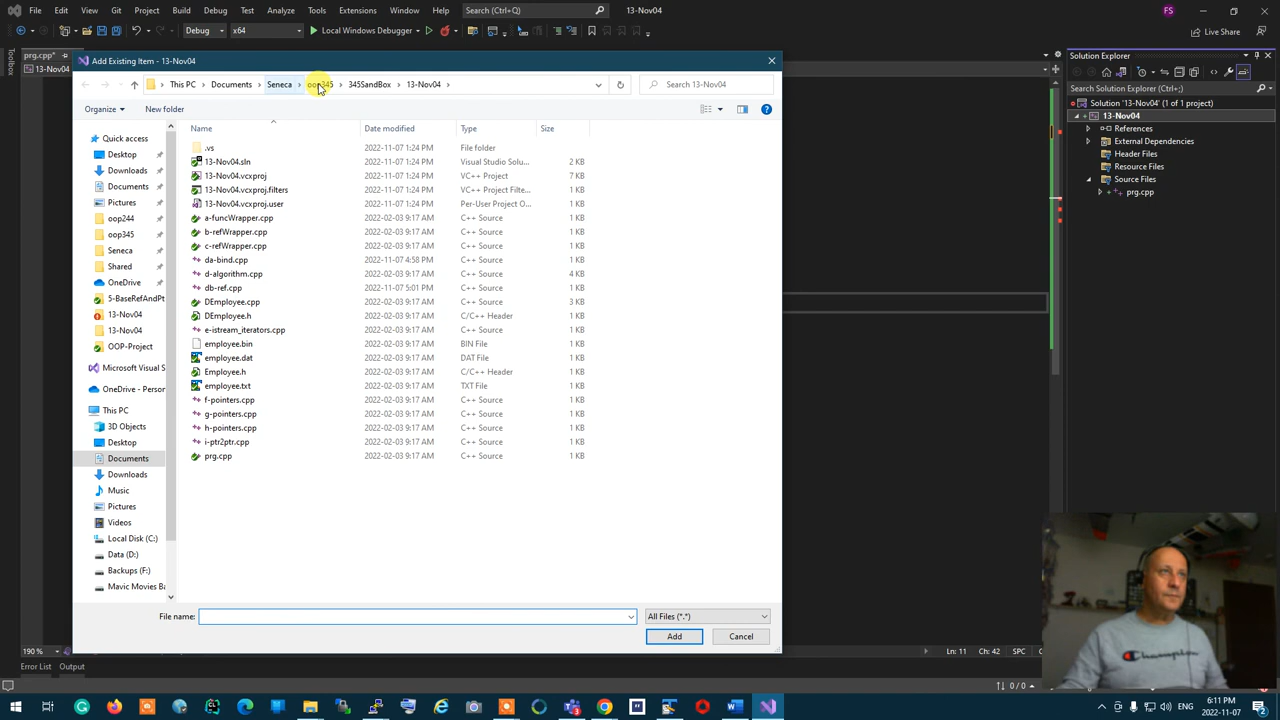 File Edit View Git Project Build Debug Test Analyze Tools Extensions Window Help Search (Ctrl+Q) 13-Nov04 FS
Debug x64 Local Windows Debugger Live Share
Toolbox
prg.cpp*
13-Nov04
Add Existing Item - 13-Nov04
This PC > Documents > Seneca > oop345 > 345SandBox > 13-Nov04 >
Search 13-Nov04
Organize New folder
Name Date modified Type Size
.vs 2022-11-07 1:24 PM File folder
13-Nov04.sln 2022-11-07 1:24 PM Visual Studio Solu... 2 KB
13-Nov04.vcxproj 2022-11-07 1:24 PM VC++ Project 7 KB
13-Nov04.vcxproj.filters 2022-11-07 1:24 PM VC++ Project Filte... 1 KB
13-Nov04.vcxproj.user 2022-11-07 1:24 PM Per-User Project O... 1 KB
a-funcWrapper.cpp 2022-02-03 9:17 AM C++ Source 1 KB
b-refWrapper.cpp 2022-02-03 9:17 AM C++ Source 1 KB
c-refWrapper.cpp 2022-02-03 9:17 AM C++ Source 1 KB
da-bind.cpp 2022-11-07 4:58 PM C++ Source 1 KB
d-algorithm.cpp 2022-02-03 9:17 AM C++ Source 4 KB
db-ref.cpp 2022-11-07 5:01 PM C++ Source 1 KB
DEmployee.cpp 2022-02-03 9:17 AM C++ Source 3 KB
DEmployee.h 2022-02-03 9:17 AM C/C++ Header 1 KB
e-istream_iterators.cpp 2022-02-03 9:17 AM C++ Source 1 KB
employee.bin 2022-02-03 9:17 AM BIN File 1 KB
employee.dat 2022-02-03 9:17 AM DAT File 1 KB
Employee.h 2022-02-03 9:17 AM C/C++ Header 1 KB
employee.txt 2022-02-03 9:17 AM TXT File 1 KB
f-pointers.cpp 2022-02-03 9:17 AM C++ Source 1 KB
g-pointers.cpp 2022-02-03 9:17 AM C++ Source 1 KB
h-pointers.cpp 2022-02-03 9:17 AM C++ Source 1 KB
i-ptr2ptr.cpp 2022-02-03 9:17 AM C++ Source 1 KB
prg.cpp 2022-02-03 9:17 AM C++ Source 1 KB
Quick access
Desktop
Downloads
Documents
Pictures
oop244
oop345
Seneca
Shared
OneDrive
5-BaseRefAndPt
13-Nov04
13-Nov04
OOP-Project
Microsoft Visual S
OneDrive - Person
This PC
3D Objects
Desktop
Documents
Downloads
Music
Pictures
Videos
Local Disk (C:)
Data (D:)
Backups (F:)
Mavic Movies Ba
File name: All Files (*.*)
Add Cancel
Solution Explorer
Search Solution Explorer (Ctrl+;)
Solution '13-Nov04' (1 of 1 project)
13-Nov04
References
External Dependencies
Header Files
Resource Files
Source Files
prg.cpp
Champion
190 % Ln: 11 Ch: 42 SPC
Error List Output
0 / 0
6:11 PM
2022-11-07